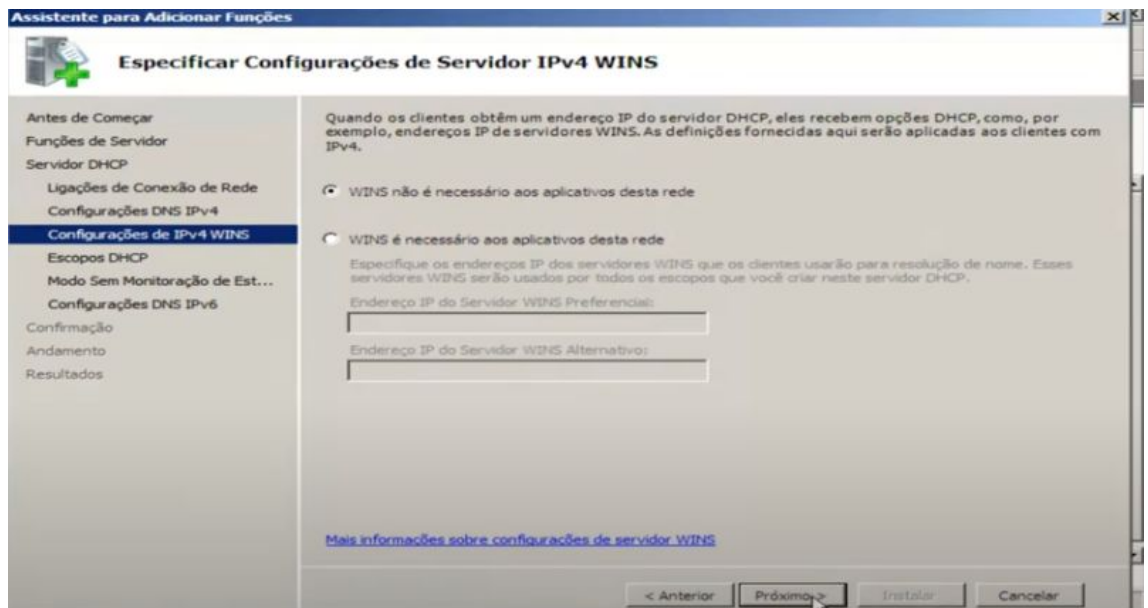 Assistente para Adicionar Funções
Especificar Configurações de Servidor IPv4 WINS
Antes de Começar
Funções de Servidor
Servidor DHCP
Ligações de Conexão de Rede
Configurações DNS IPv4
Configurações de IPv4 WINS
Escopos DHCP
Modo Sem Monitoração de Est...
Configurações DNS IPv6
Confirmação
Andamento
Resultados
Quando os clientes obtêm um endereço IP do servidor DHCP, eles recebem opções DHCP, como, por
exemplo, endereços IP de servidores WINS. As definições fornecidas aqui serão aplicadas aos clientes com
IPv4.
WINS não é necessário aos aplicativos desta rede
WINS é necessário aos aplicativos desta rede
Especifique os endereços IP dos servidores WINS que os clientes usarão para resolução de nome. Esses
servidores WINS serão usados por todos os escopos que você criar neste servidor DHCP.
Endereço IP do Servidor WINS Preferencial:
Endereço IP do Servidor WINS Alternativo:
Mais informações sobre configurações de servidor WINS
< Anterior
Próximo >
Instalar
Cancelar